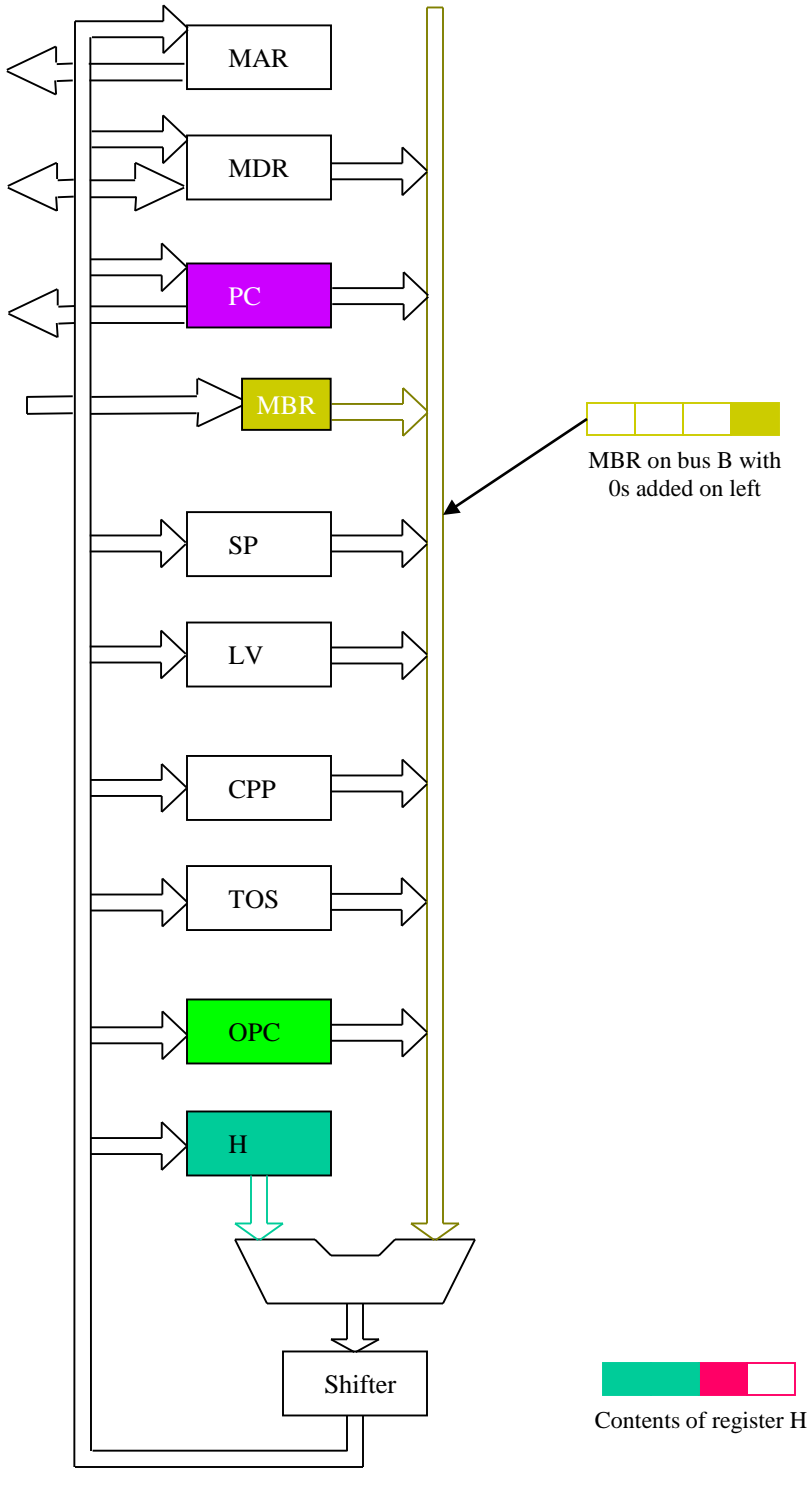 MAR
MDR
PC
MBR
MBR on bus B with
0s added on left
SP
LV
CPP
TOS
OPC
H
Shifter
Contents of register H